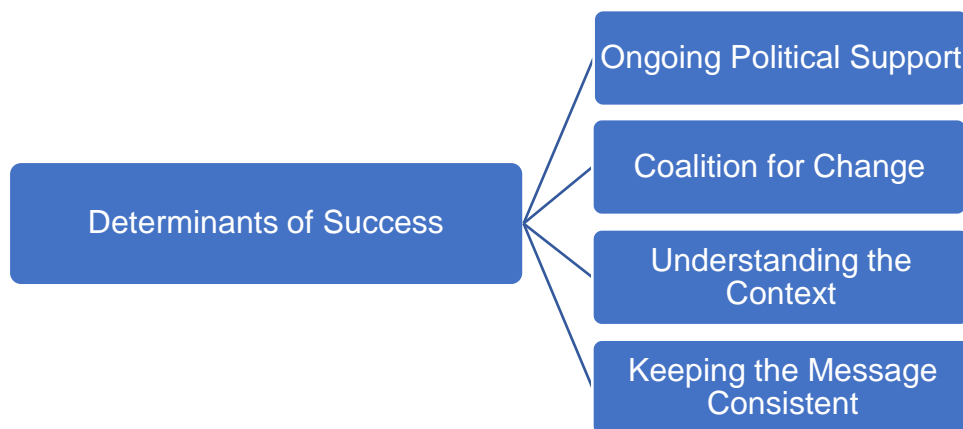 Ongoing Political Support
Coalition for Change
Determinants of Success
Understanding the
Context
Keeping the Message
Consistent